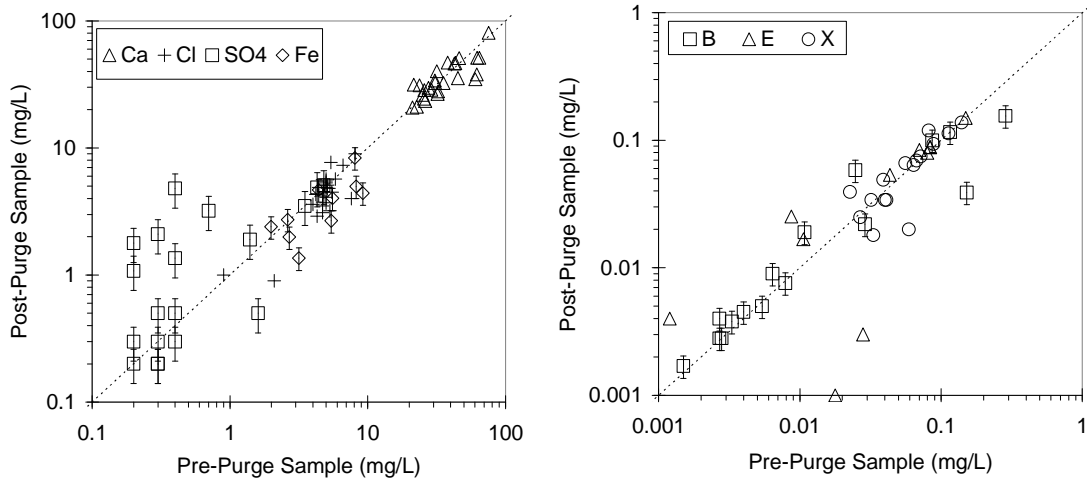 Post-Purge Sample (mg/L)
100
10
1
0.1
Ca Cl SO4 Fe
0.1 1 10 100
Pre-Purge Sample (mg/L)
Post-Purge Sample (mg/L)
1
0.1
0.01
0.001
B E X
0.001 0.01 0.1 1
Pre-Purge Sample (mg/L)